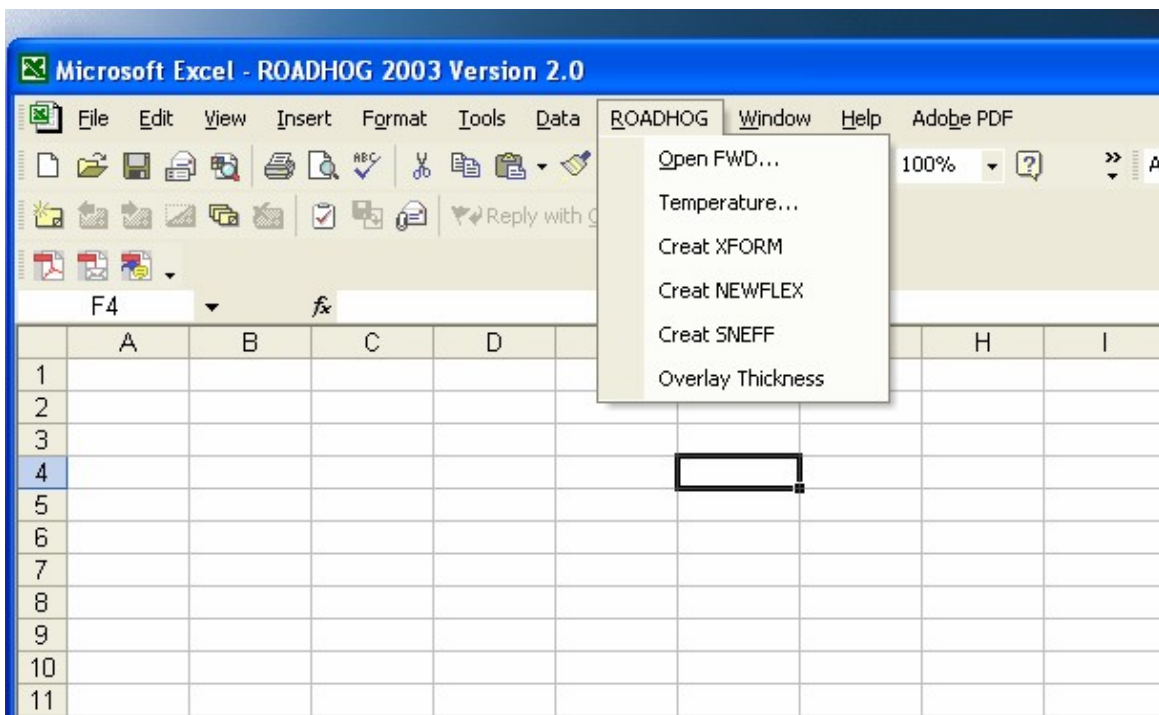 Microsoft Excel - ROADHOG 2003 Version 2.0
File Edit View Insert Format Tools Data ROADHOG Window Help Adobe PDF
ABC 100% ? »
Reply with
F4 fx
A B C D H I
Open FWD...
Temperature...
Creat XFORM
Creat NEWFLEX
Creat SNEFF
Overlay Thickness
1
2
3
4
5
6
7
8
9
10
11